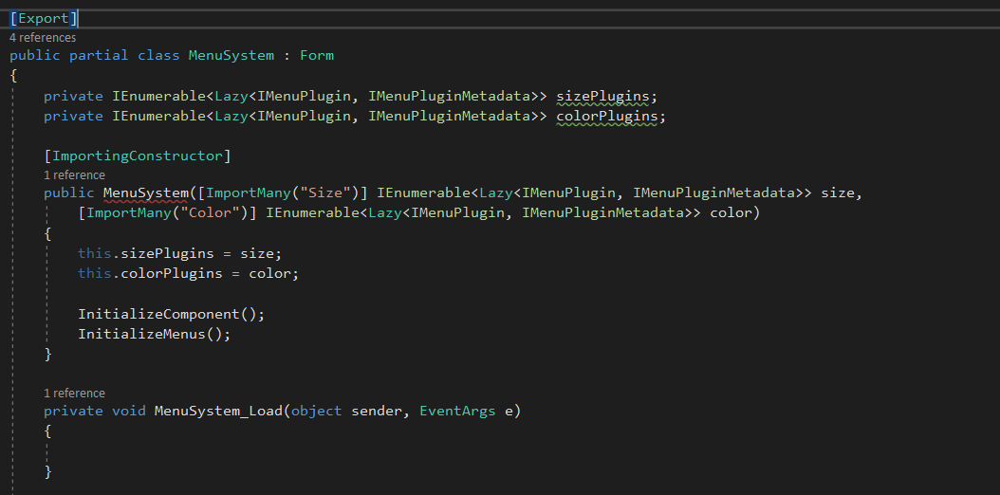 [Export]
4 references
public partial class MenuSystem : Form
{
private IEnumerable<Lazy<IMenuPlugin, IMenuPluginMetadata>> sizePlugins;
private IEnumerable<Lazy<IMenuPlugin, IMenuPluginMetadata>> colorPlugins;
[ImportingConstructor]
1 reference
public MenuSystem([ImportMany("Size")] IEnumerable<Lazy<IMenuPlugin, IMenuPluginMetadata>> size,
[ImportMany("Color")] IEnumerable<Lazy<IMenuPlugin, IMenuPluginMetadata>> color)
{
this.sizePlugins = size;
this.colorPlugins = color;
InitializeComponent();
InitializeMenus();
}
1 reference
private void MenuSystem_Load(object sender, EventArgs e)
{
}